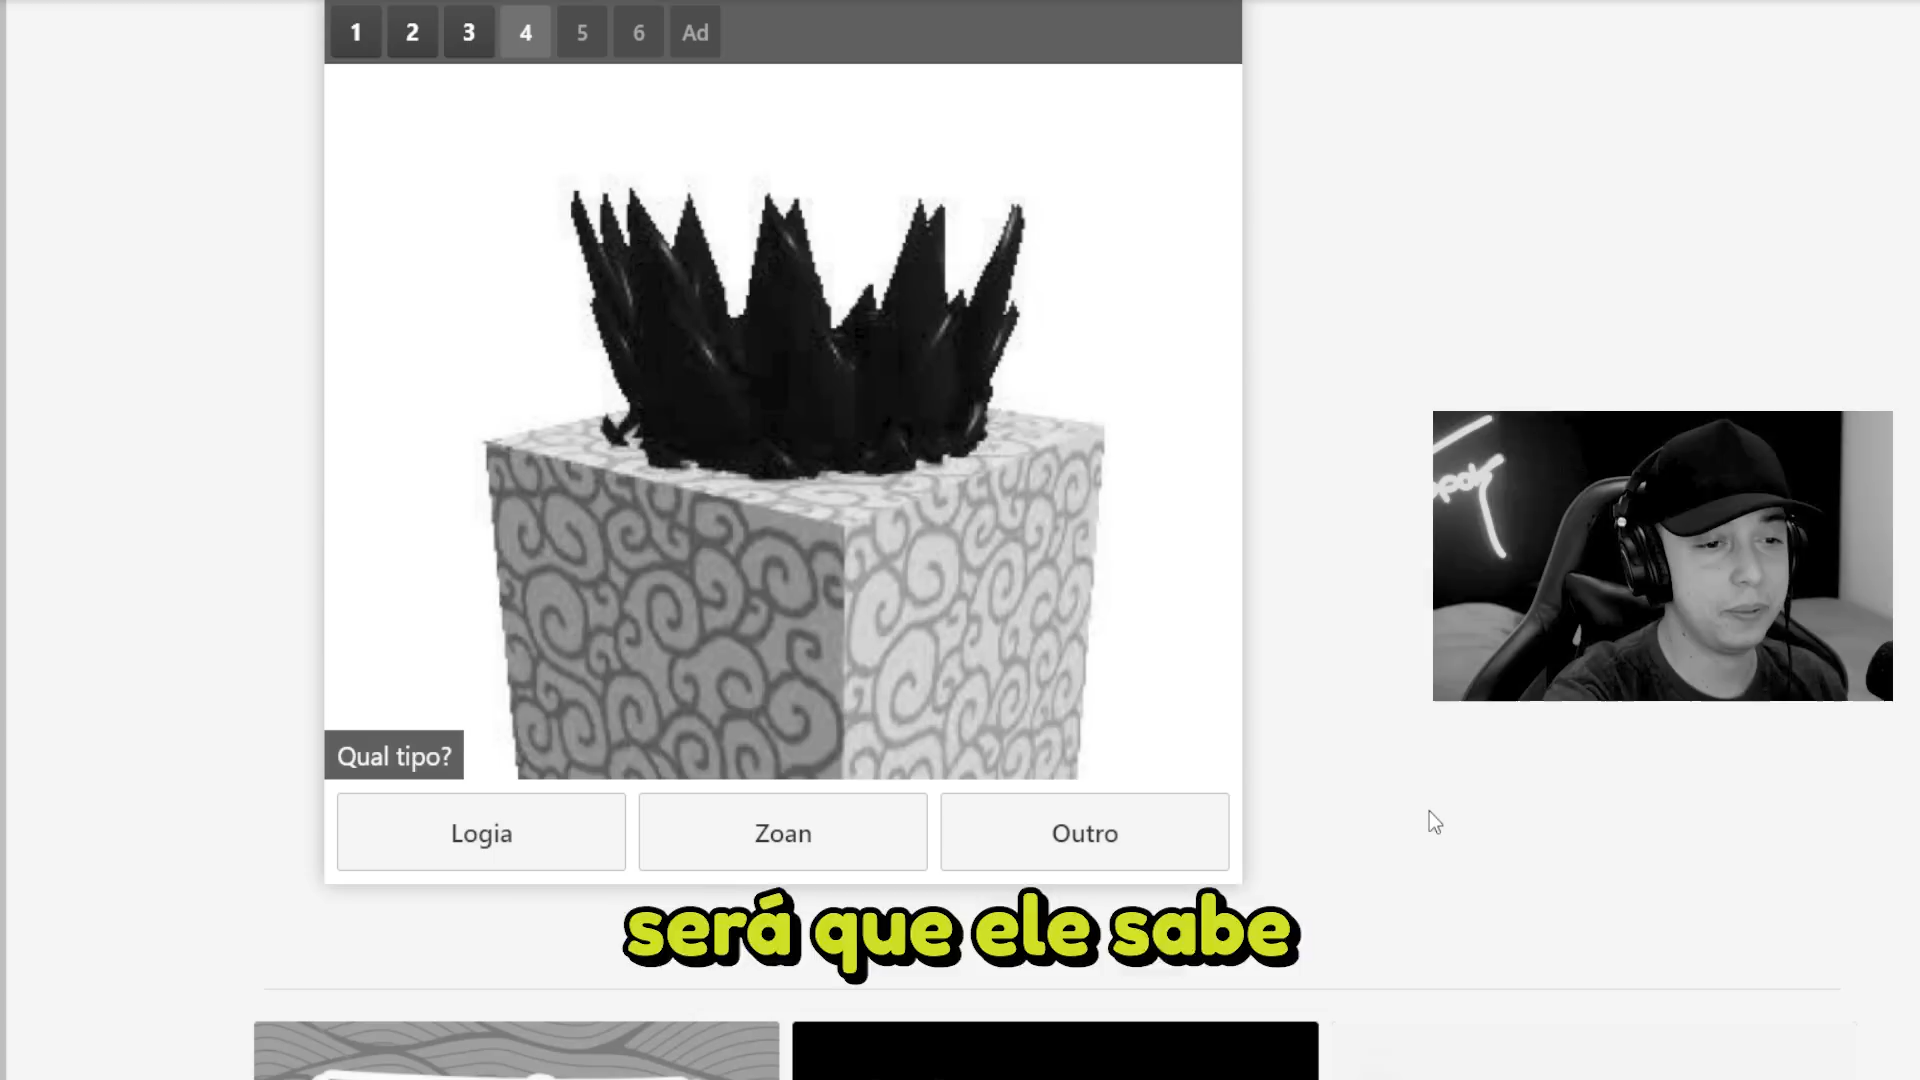 1 2 3 4 5 6 Ad
Qual tipo?
Logia Zoan Outro
será que ele sabe